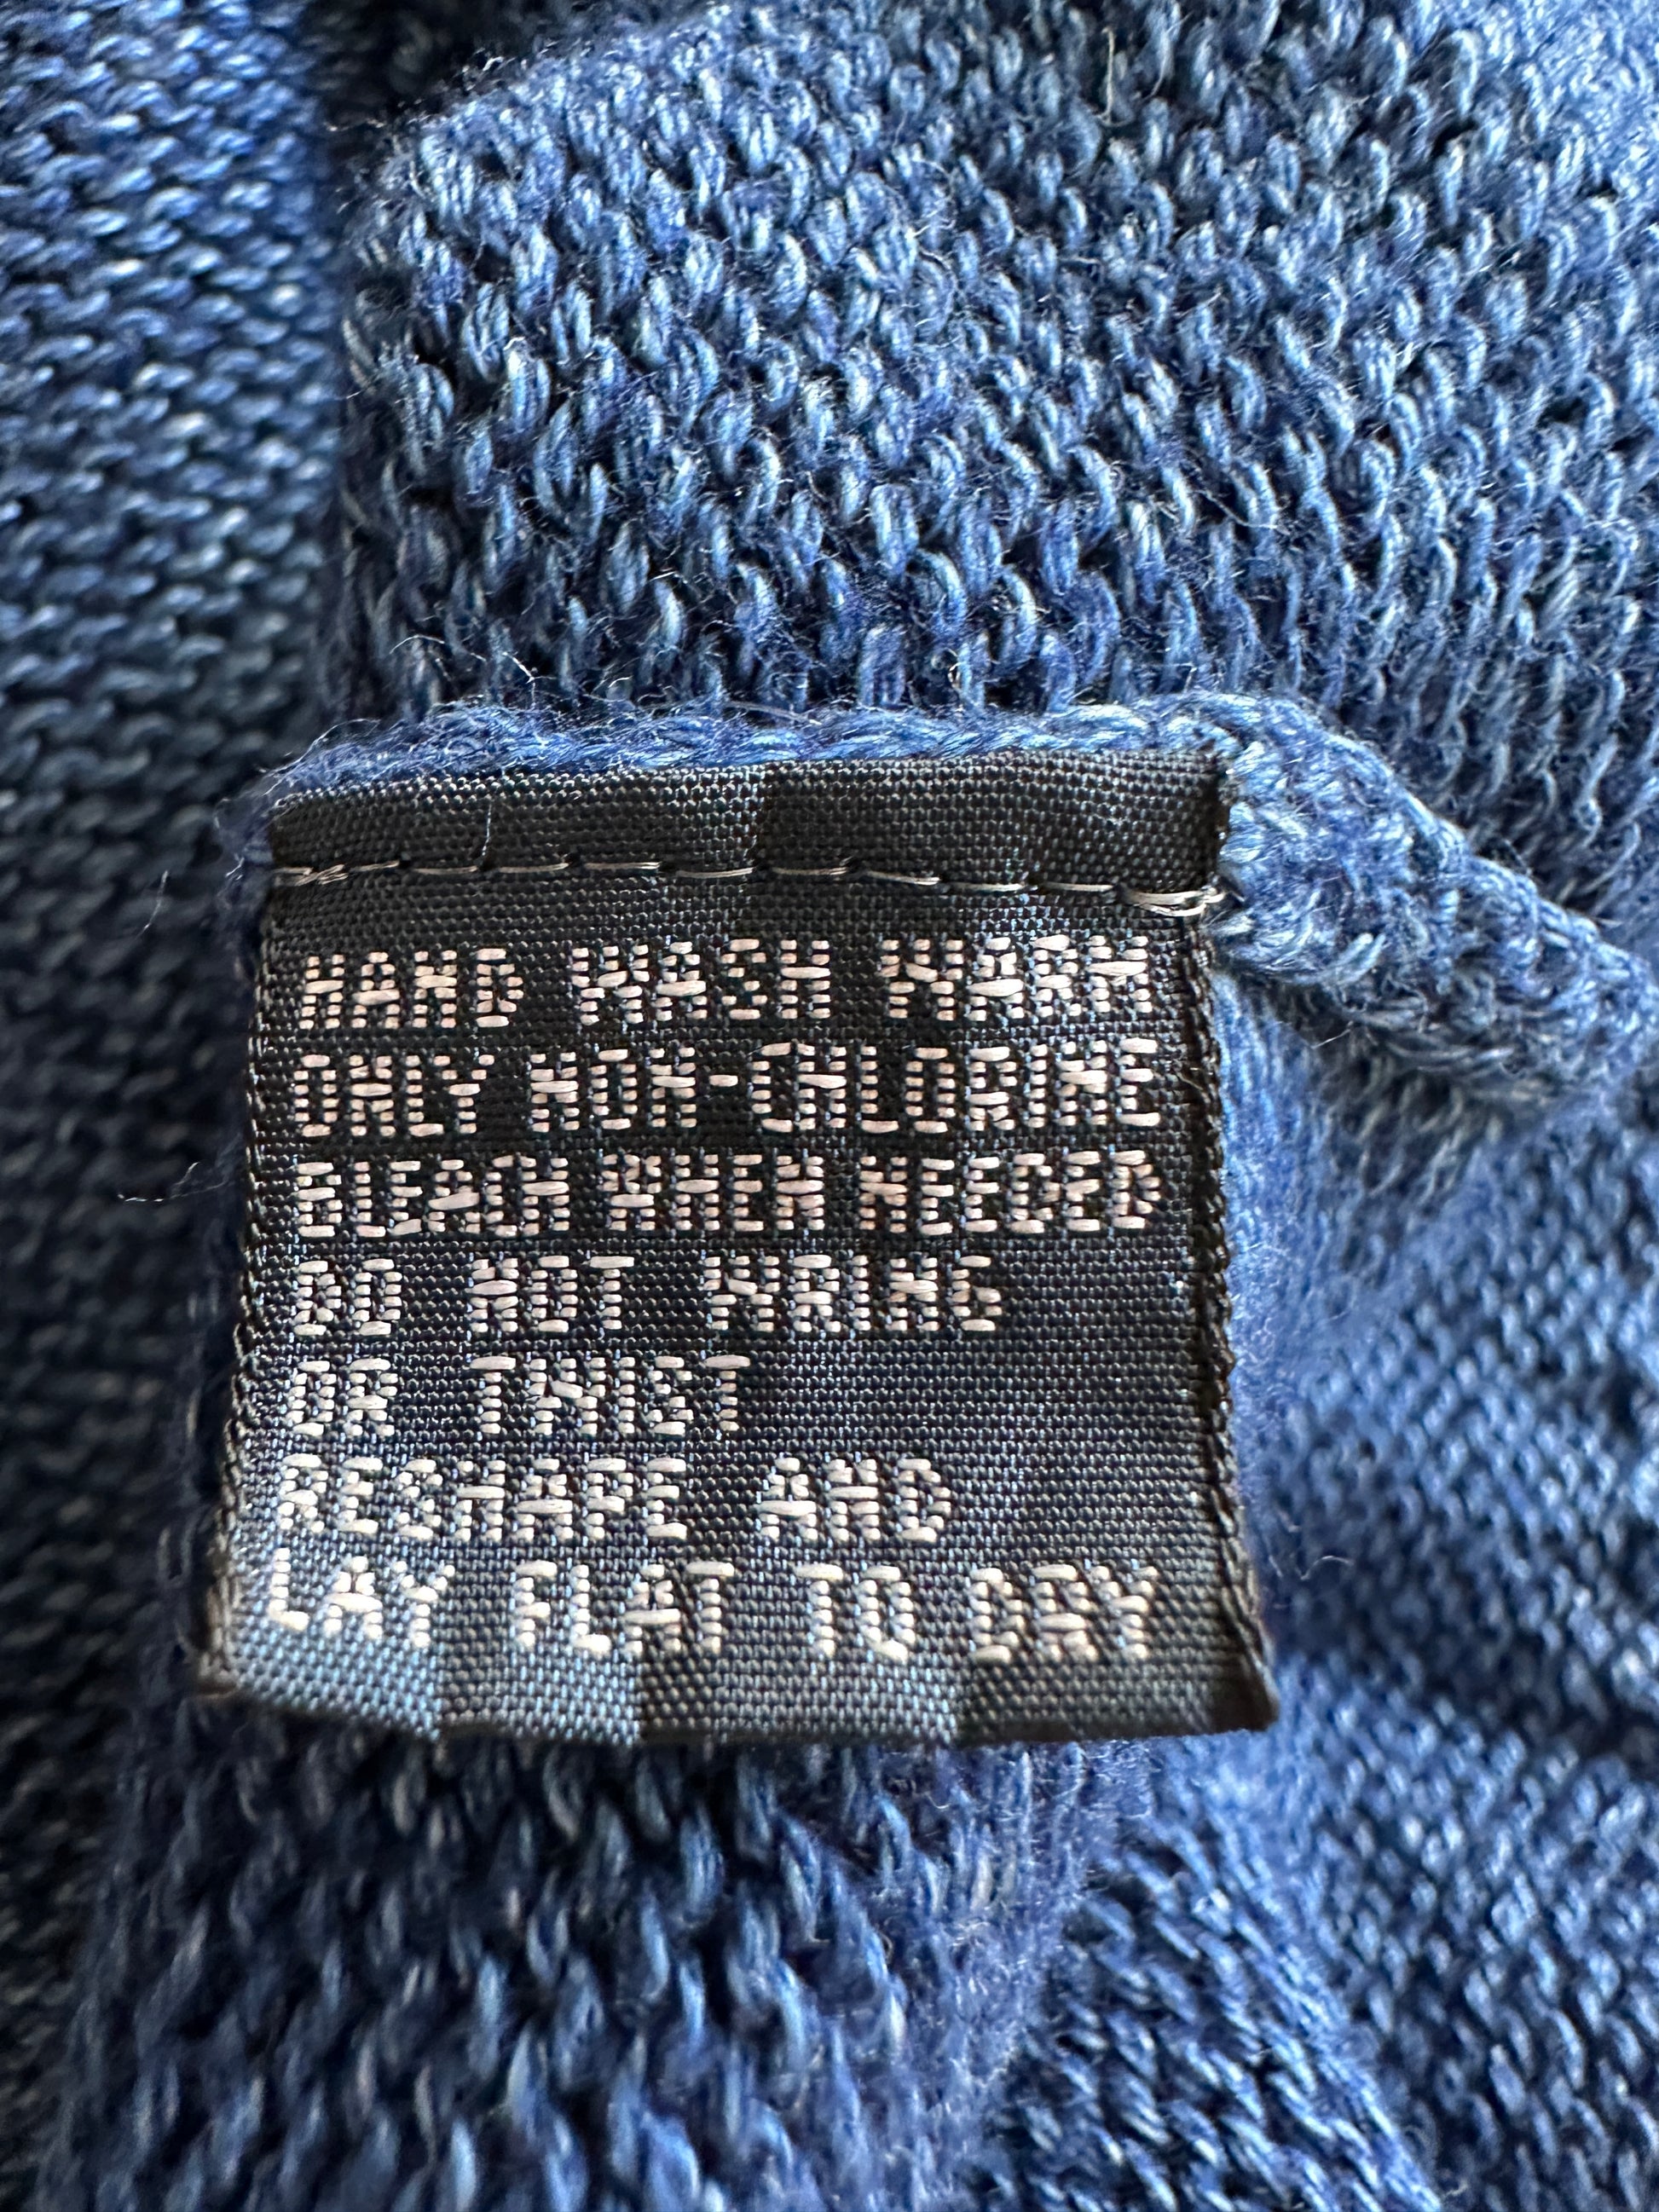 HAND WASH WARM
ONLY NON-CHLORINE
BLEACH WHEN NEEDED
DO NOT WRING
OR TWIST
RESHAPE AND
LAY FLAT TO DRY